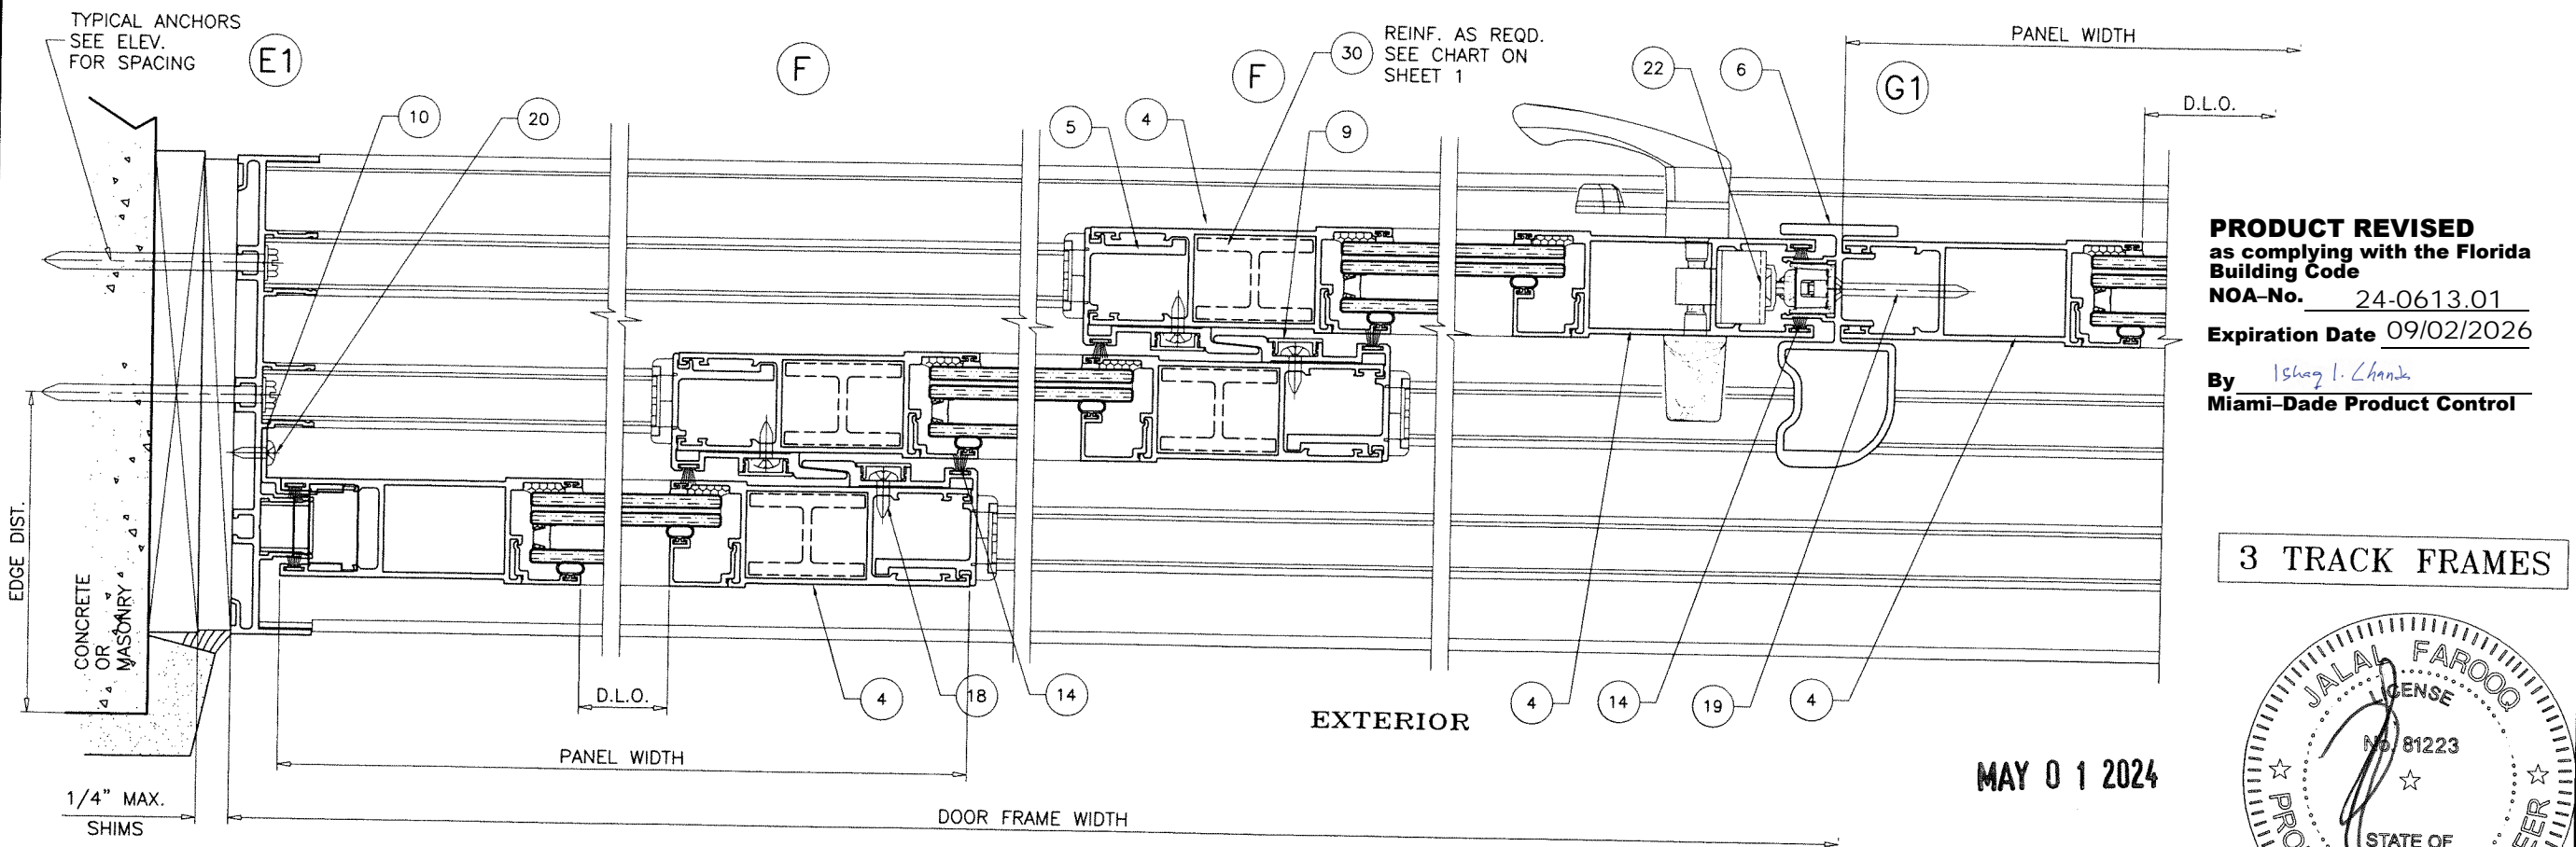 TYPICAL ANCHORS
SEE ELEV.
FOR SPACING
E1
F
F
30
REINF. AS REQD.
SEE CHART ON
SHEET 1
22
6
G1
PANEL WIDTH
D.L.O.
10
20
5
4
9
PRODUCT REVISED
as complying with the Florida
Building Code
NOA–No. 24-0613.01
Expiration Date 09/02/2026
By
Miami–Dade Product Control
EDGE DIST.
CONCRETE
OR
MASONRY
3 TRACK FRAMES
D.L.O.
4
18
14
EXTERIOR
4
14
19
4
PANEL WIDTH
1/4" MAX.
SHIMS
DOOR FRAME WIDTH
MAY 0 1 2024
JALAL FAROOQ
LICENSE
No. 81223
STATE OF